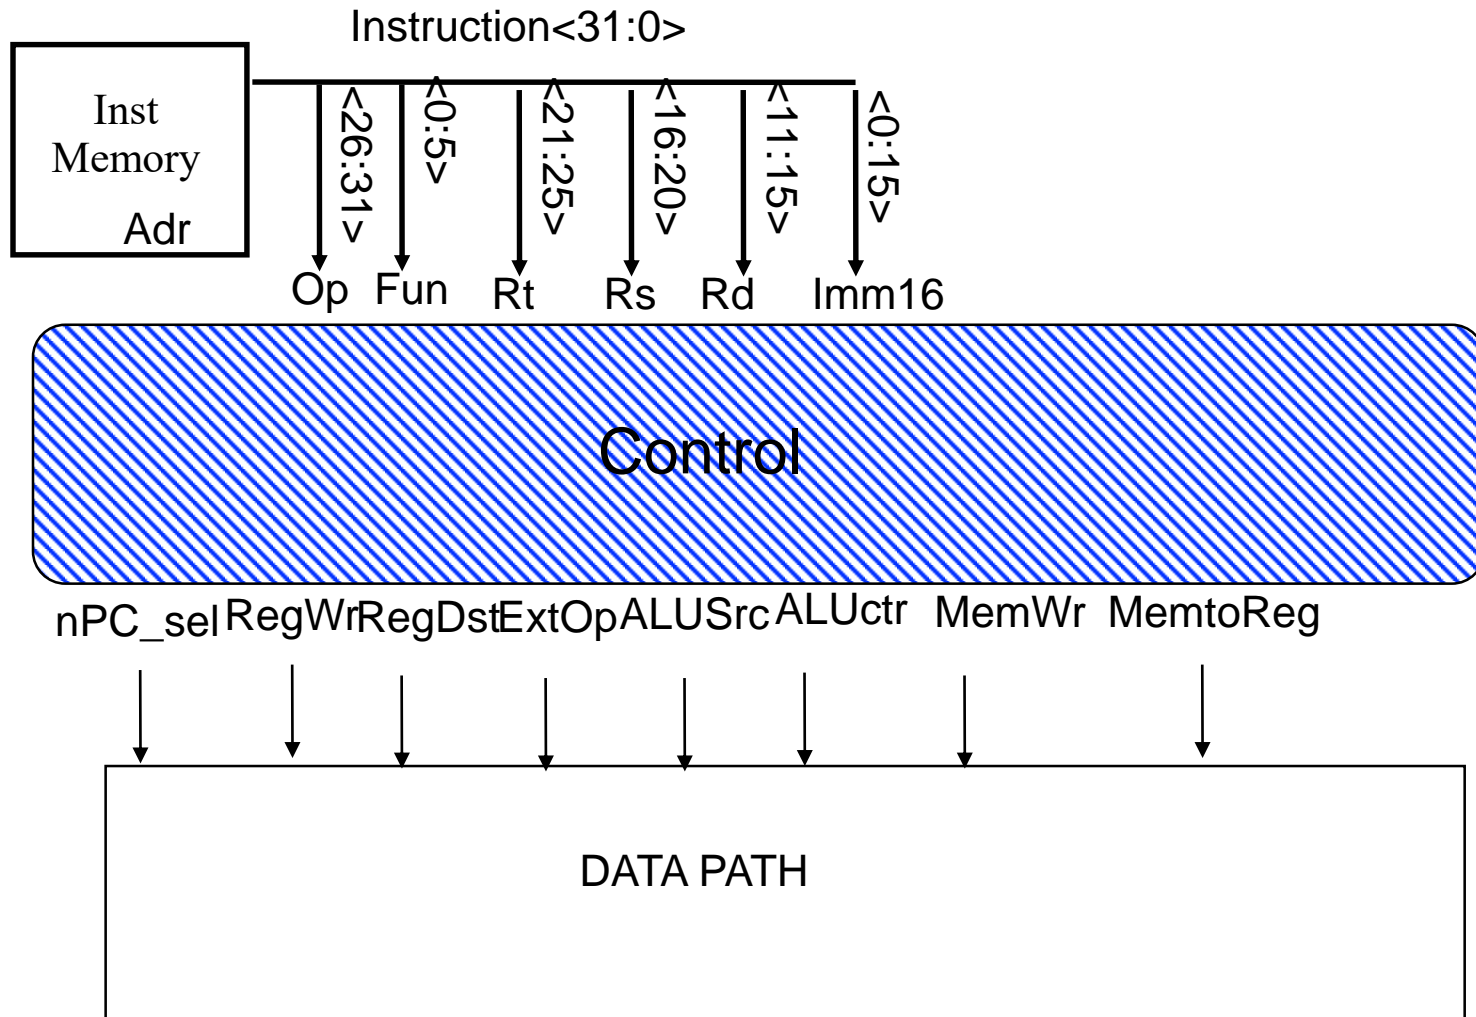 Instruction<31:0>
Inst
Memory
Adr
<26:31>
<0:5>
<21:25>
<16:20>
<11:15>
<0:15>
Op Fun Rt Rs Rd Imm16
Control
nPC_sel RegWr RegDst ExtOp ALUSrc ALUctr MemWr MemtoReg
DATA PATH